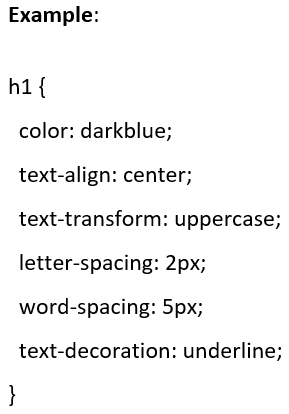 Example:
h1 {
color: darkblue;
text-align: center;
text-transform: uppercase;
letter-spacing: 2px;
word-spacing: 5px;
text-decoration: underline;
}